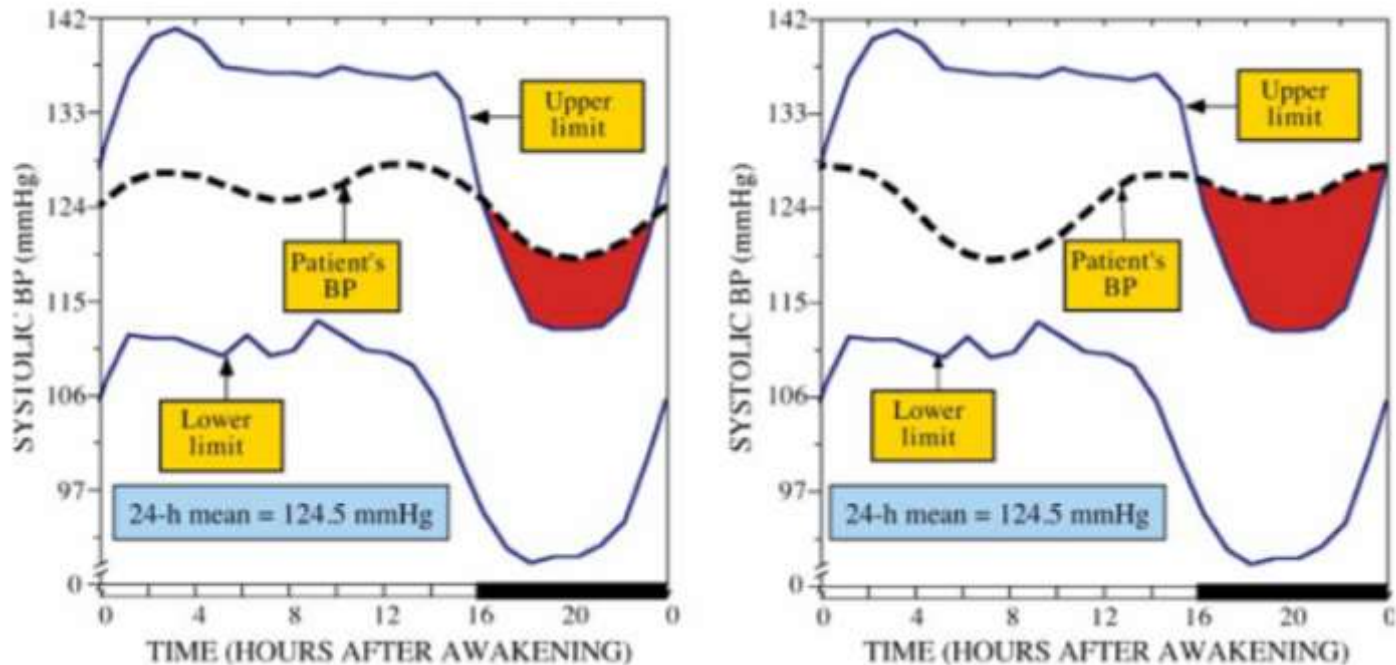 142
133
124
115
106
97
0
SYSTOLIC BP (mmHg)
Upper
limit
Patient's
BP
Lower
limit
24-h mean = 124.5 mmHg
0 4 8 12 16 20 0
TIME (HOURS AFTER AWAKENING)
142
133
124
115
106
97
0
SYSTOLIC BP (mmHg)
Upper
limit
Patient's
BP
Lower
limit
24-h mean = 124.5 mmHg
0 4 8 12 16 20 0
TIME (HOURS AFTER AWAKENING)